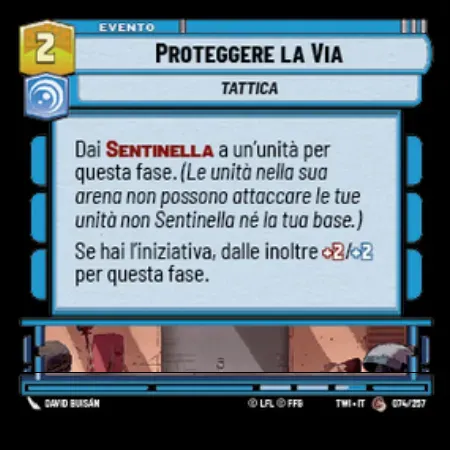 EVENTO
2
PROTEGGERE LA VIA
TATTICA
Dai SENTINELLA a un'unità per
questa fase. (Le unità nella sua
arena non possono attaccare le tue
unità non Sentinella né la tua base.)
Se hai l'iniziativa, dalle inoltre +2/+2
per questa fase.
DAVID BUISÁN
© LFL ℗ FFG
TWI • IT
074/257